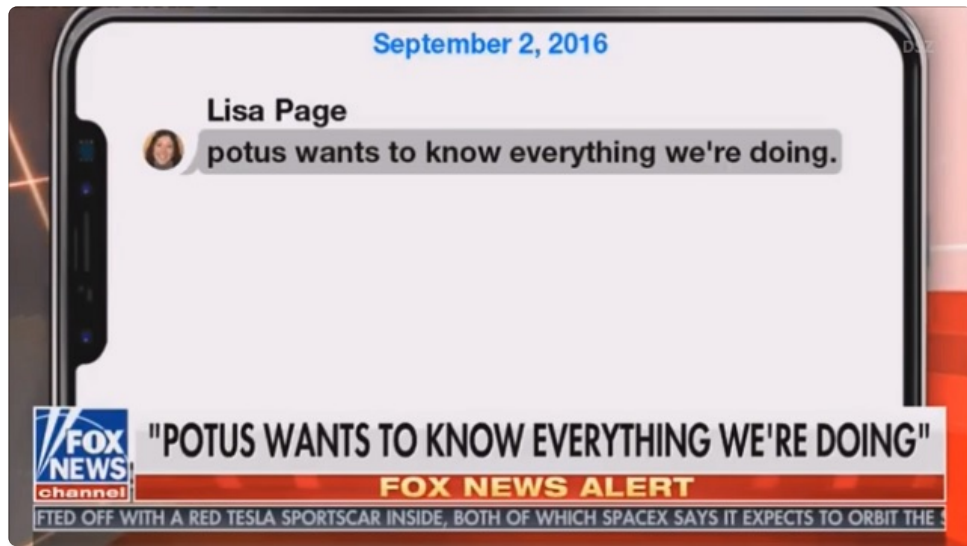 September 2, 2016
DSZ
Lisa Page
potus wants to know everything we're doing.
FOX
NEWS
channel
"POTUS WANTS TO KNOW EVERYTHING WE'RE DOING"
FOX NEWS ALERT
FTED OFF WITH A RED TESLA SPORTSCAR INSIDE, BOTH OF WHICH SPACEX SAYS IT EXPECTS TO ORBIT THE S